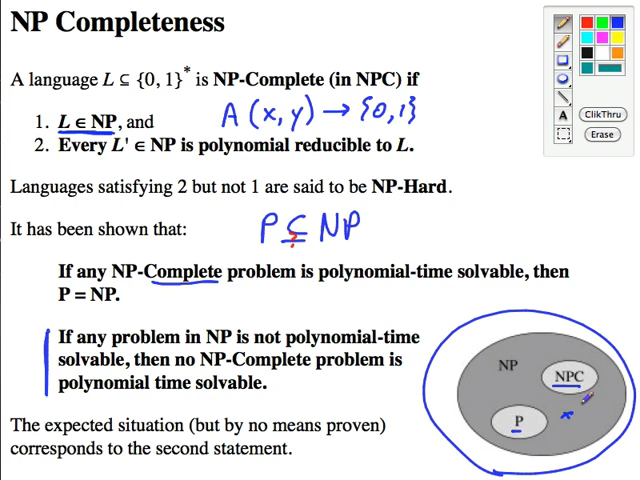 NP Completeness
A language L ⊆ {0, 1}* is NP-Complete (in NPC) if
1. L ∈ NP, and
A (x, y) → {0,1}
2. Every L' ∈ NP is polynomial reducible to L.
Languages satisfying 2 but not 1 are said to be NP-Hard.
It has been shown that:
P ⊆ NP
?
If any NP-Complete problem is polynomial-time solvable, then
P = NP.
If any problem in NP is not polynomial-time
solvable, then no NP-Complete problem is
polynomial time solvable.
The expected situation (but by no means proven)
corresponds to the second statement.
NP
NPC
P
A
ClikThru
Erase